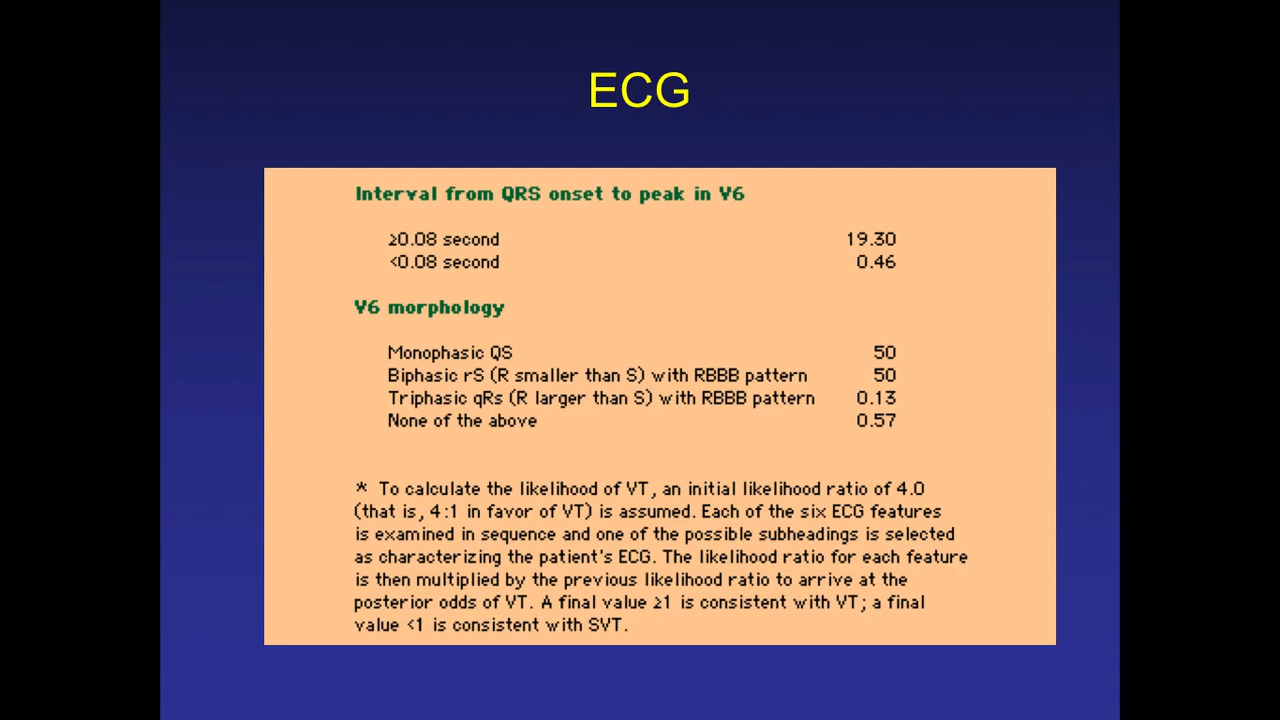 ECG
Interval from QRS onset to peak in V6
≥0.08 second 19.30
<0.08 second 0.46
V6 morphology
Monophasic QS 50
Biphasic rS (R smaller than S) with RBBB pattern 50
Triphasic qRs (R larger than S) with RBBB pattern 0.13
None of the above 0.57
* To calculate the likelihood of VT, an initial likelihood ratio of 4.0
(that is, 4:1 in favor of VT) is assumed. Each of the six ECG features
is examined in sequence and one of the possible subheadings is selected
as characterizing the patient's ECG. The likelihood ratio for each feature
is then multiplied by the previous likelihood ratio to arrive at the
posterior odds of VT. A final value ≥1 is consistent with VT; a final
value <1 is consistent with SVT.